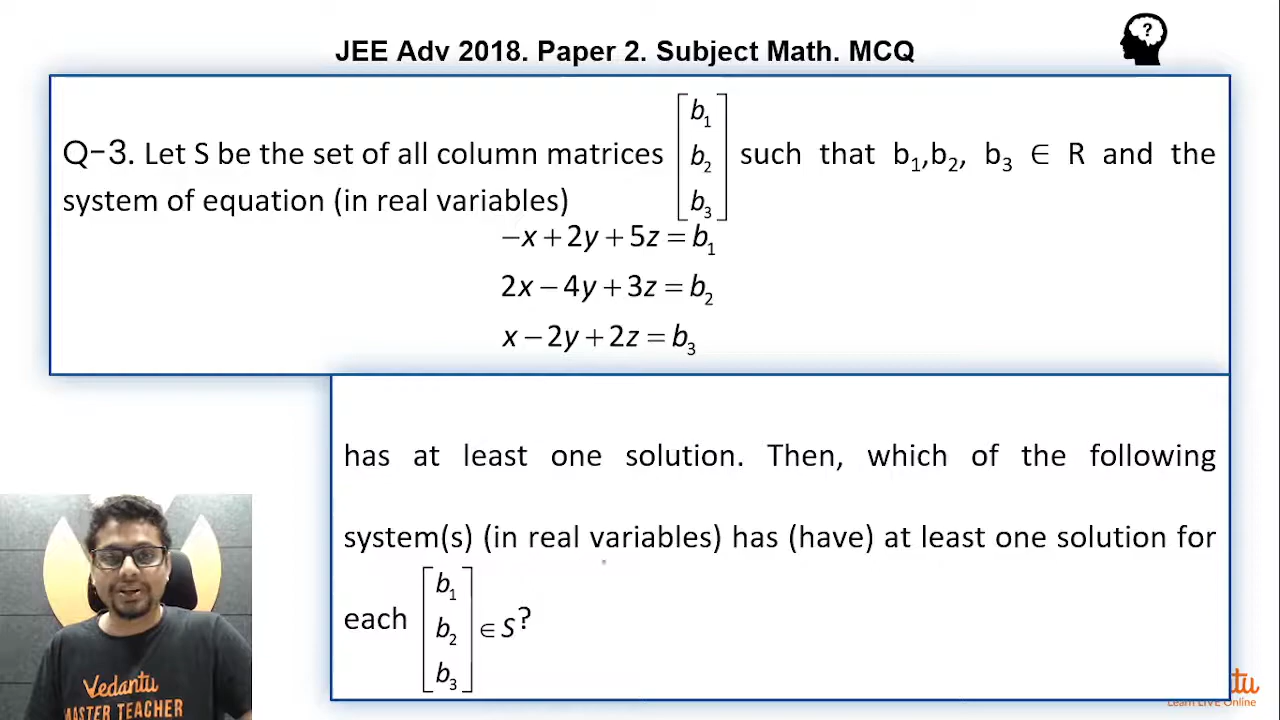 ?
JEE Adv 2018. Paper 2. Subject Math. MCQ
Q-3. Let S be the set of all column matrices [b₁ b₂ b₃] such that b₁,b₂, b₃ ∈ R and the
system of equation (in real variables)
−x + 2y + 5z = b₁
2x − 4y + 3z = b₂
x − 2y + 2z = b₃
has at least one solution. Then, which of the following
system(s) (in real variables) has (have) at least one solution for
each [b₁ b₂ b₃] ∈ S?
Vedantu
MASTER TEACHER
Learn LIVE Online